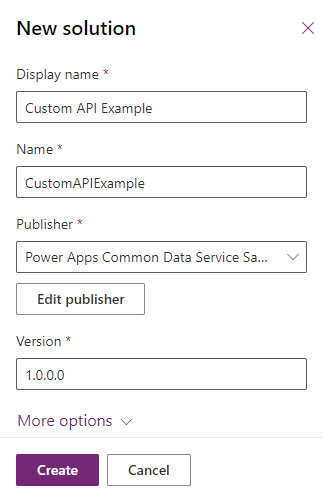 New solution
Display name *
Custom API Example
Name *
CustomAPIExample
Publisher *
Power Apps Common Data Service Sa...
Edit publisher
Version *
1.0.0.0
More options
Create Cancel